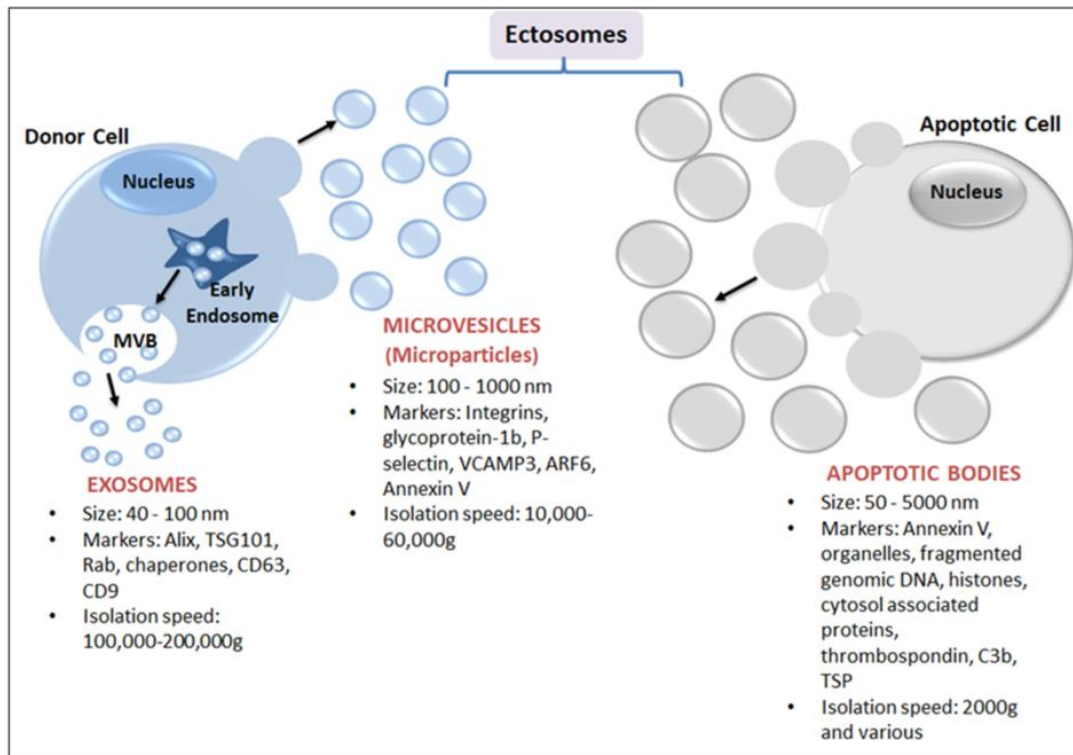 Ectosomes
Donor Cell
Nucleus
Early
Endosome
MVB
Apoptotic Cell
Nucleus
EXOSOMES
• Size: 40 - 100 nm
• Markers: Alix, TSG101,
Rab, chaperones, CD63,
CD9
• Isolation speed:
100,000-200,000g
MICROVESICLES
(Microparticles)
• Size: 100 - 1000 nm
• Markers: Integrins,
glycoprotein-1b, P-
selectin, VCAMP3, ARF6,
Annexin V
• Isolation speed: 10,000-
60,000g
APOPTOTIC BODIES
• Size: 50 - 5000 nm
• Markers: Annexin V,
organelles, fragmented
genomic DNA, histones,
cytosol associated
proteins,
thrombospondin, C3b,
TSP
• Isolation speed: 2000g
and various